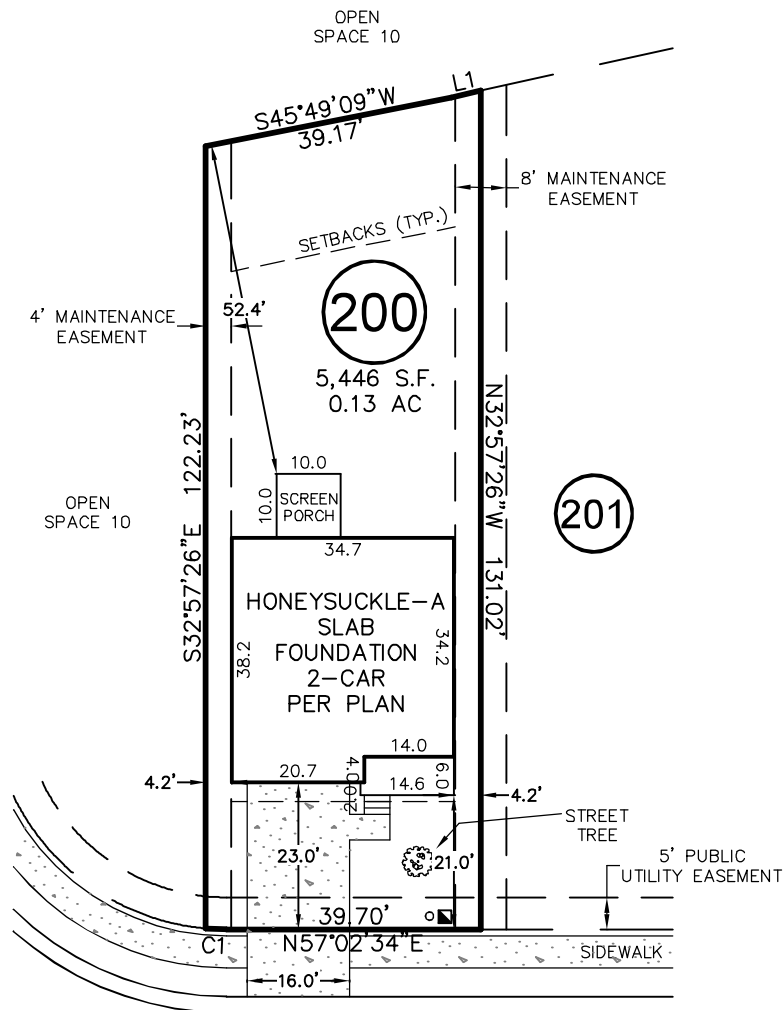 OPEN
SPACE 10
L1
S45°49'09"W
39.17'
8' MAINTENANCE
EASEMENT
SETBACKS (TYP.)
4' MAINTENANCE
EASEMENT
52.4'
200
5,446 S.F.
0.13 AC
S32°57'26"E 122.23'
N32°57'26"W 131.02'
OPEN
SPACE 10
201
10.0
10.0
SCREEN
PORCH
34.7
HONEYSUCKLE-A
SLAB
FOUNDATION
2-CAR
PER PLAN
38.2
34.2
14.0
4.0
6.0
20.7
0.2
14.6
2.0
4.2'
4.2'
STREET
TREE
23.0'
21.0'
5' PUBLIC
UTILITY EASEMENT
39.70'
C1
N57°02'34"E
SIDEWALK
16.0'